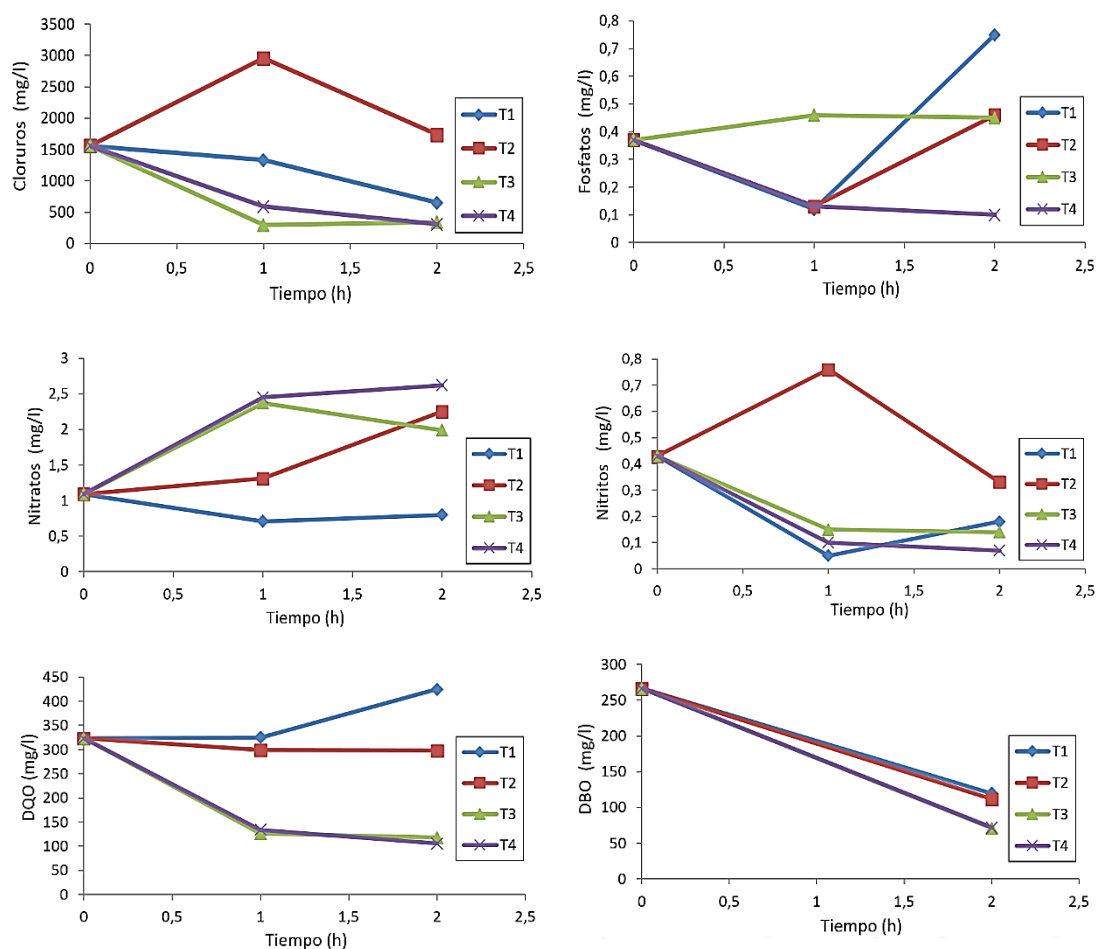 Cloruros (mg/l)
3500
3000
2500
2000
1500
1000
500
0
0 0,5 1 1,5 2 2,5
Tiempo (h)
T1
T2
T3
T4
Fosfatos (mg/l)
0,8
0,7
0,6
0,5
0,4
0,3
0,2
0,1
0
0 0,5 1 1,5 2 2,5
Tiempo (h)
T1
T2
T3
T4
Nitratos (mg/l)
3
2,5
2
1,5
1
0,5
0
0 0,5 1 1,5 2 2,5
Tiempo (h)
T1
T2
T3
T4
Nitritos (mg/l)
0,8
0,7
0,6
0,5
0,4
0,3
0,2
0,1
0
0 0,5 1 1,5 2 2,5
Tiempo (h)
T1
T2
T3
T4
DQO (mg/l)
450
400
350
300
250
200
150
100
50
0
0 0,5 1 1,5 2 2,5
Tiempo (h)
T1
T2
T3
T4
DBO (mg/l)
300
250
200
150
100
50
0
0 0,5 1 1,5 2 2,5
Tiempo (h)
T1
T2
T3
T4